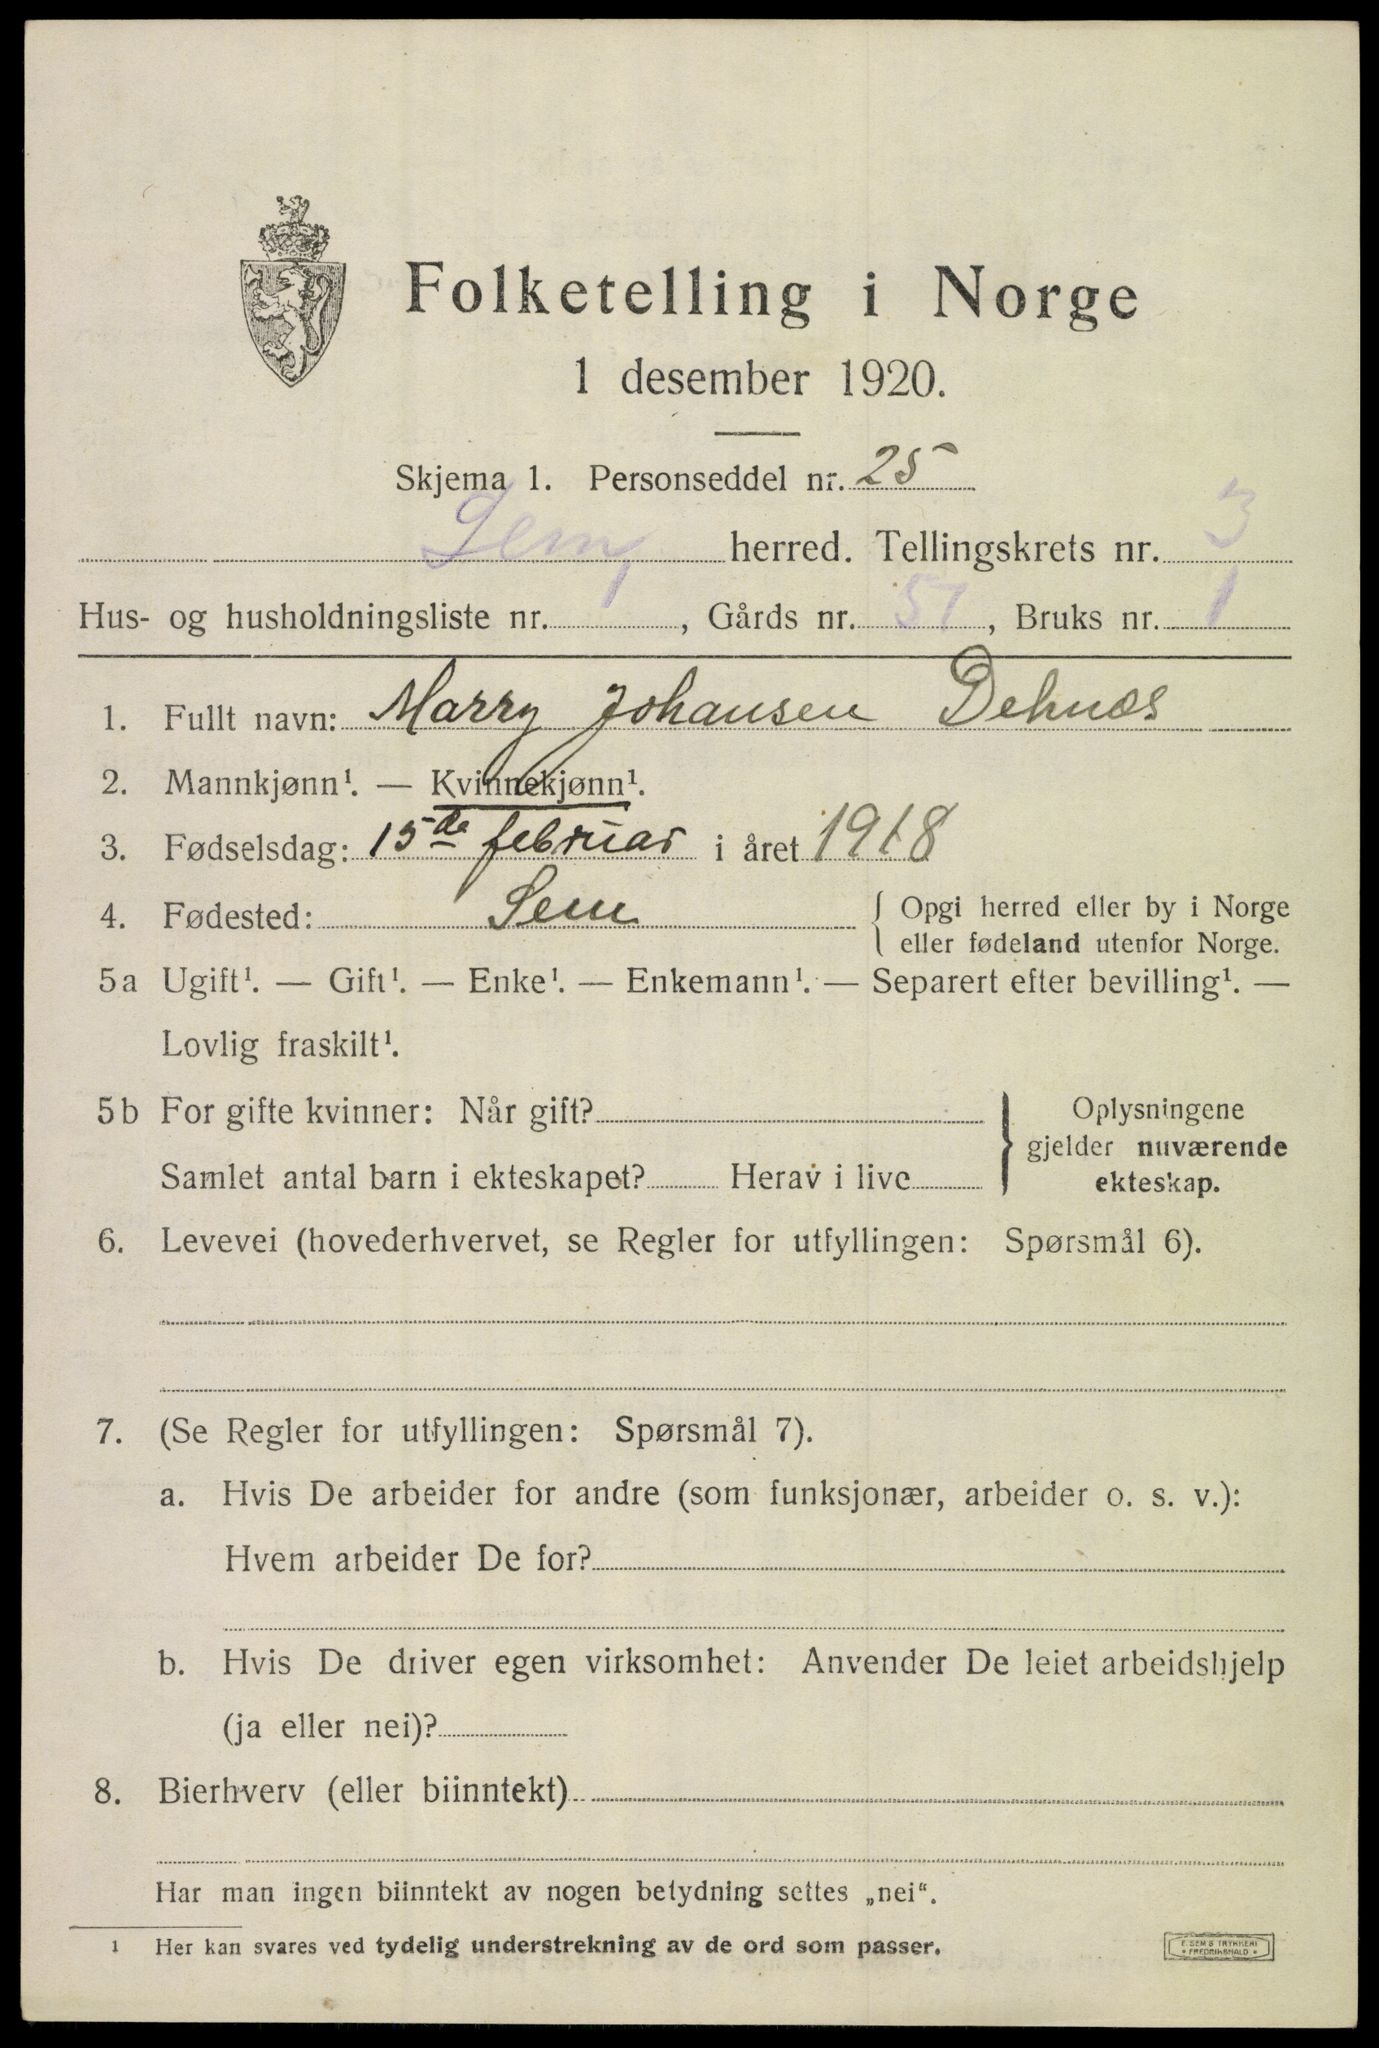 Folketelling i Norge
1 desember 1920.
Skjema 1. Personseddel nr. 25
Sem herred. Tellingskrets nr. 3
Hus- og husholdningsliste nr. 1, Gårds nr. 51, Bruks nr. 1
1. Fullt navn: Marry Johansen Dehnæs
2. Mannkjønn¹. — Kvinnekjønn¹.
3. Fødselsdag: 15de februar i året 1918
4. Fødested: Sem { Opgi herred eller by i Norge
eller fødeland utenfor Norge.
5a Ugift¹. — Gift¹. — Enke¹. — Enkemann¹. — Separert efter bevilling¹. —
Lovlig fraskilt¹.
5b For gifte kvinner: Når gift? } Oplysningene
gjelder nuværende
Samlet antal barn i ekteskapet? Herav i live
ekteskap.
6. Levevei (hovederhvervet, se Regler for utfyllingen: Spørsmål 6).
7. (Se Regler for utfyllingen: Spørsmål 7).
a. Hvis De arbeider for andre (som funksjonær, arbeider o. s. v.):
Hvem arbeider De for?
b. Hvis De driver egen virksomhet: Anvender De leiet arbeidshjelp
(ja eller nei)?
8. Bierhverv (eller biinntekt)
Har man ingen biinntekt av nogen betydning settes „nei“.
¹ Her kan svares ved tydelig understrekning av de ord som passer.
E. SEM'S TRYKKERI
• FREDRIKSHALD •